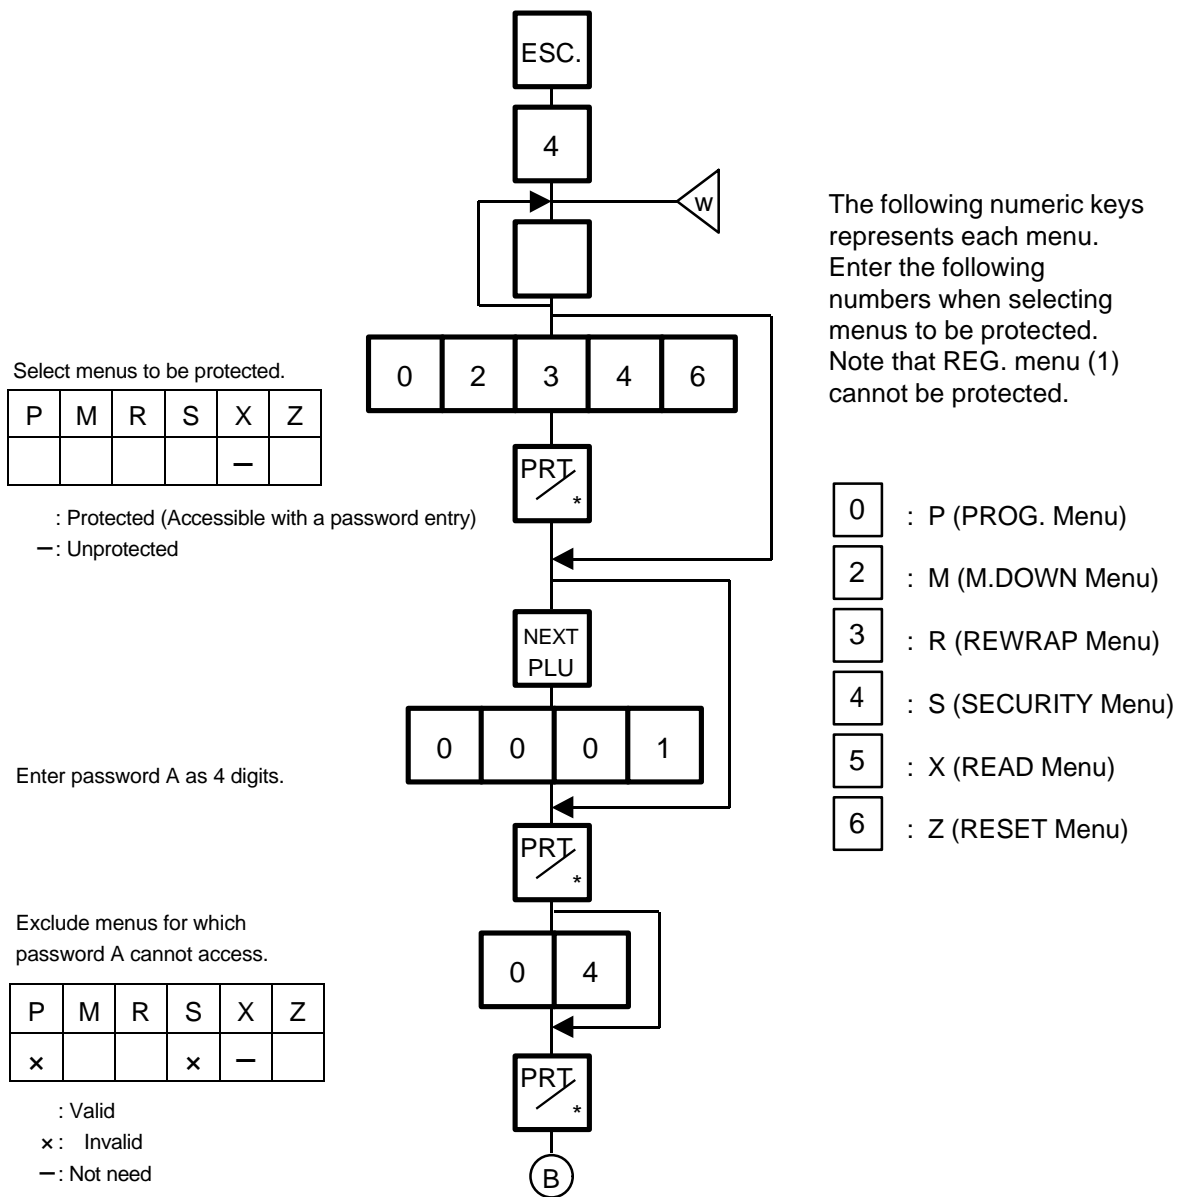 ESC.
4
w
The following numeric keys
represents each menu.
Enter the following
numbers when selecting
menus to be protected.
Note that REG. menu (1)
cannot be protected.
0 2 3 4 6
Select menus to be protected.
P M R S X Z
–
: Protected (Accessible with a password entry)
–: Unprotected
PRT/*
0 : P (PROG. Menu)
2 : M (M.DOWN Menu)
3 : R (REWRAP Menu)
4 : S (SECURITY Menu)
5 : X (READ Menu)
6 : Z (RESET Menu)
NEXT
PLU
0 0 0 1
Enter password A as 4 digits.
PRT/*
Exclude menus for which
password A cannot access.
0 4
P M R S X Z
× × –
: Valid
×: Invalid
–: Not need
PRT/*
B